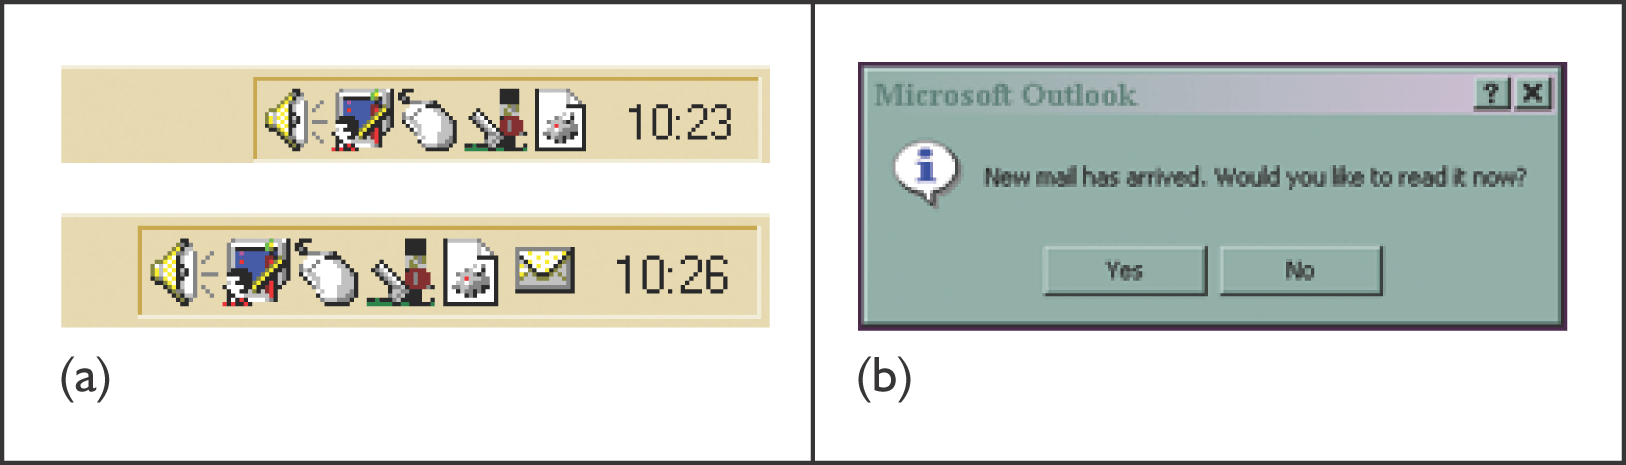 10:23
10:26
(a)
Microsoft Outlook
? X
i
New mail has arrived. Would you like to read it now?
Yes No
(b)